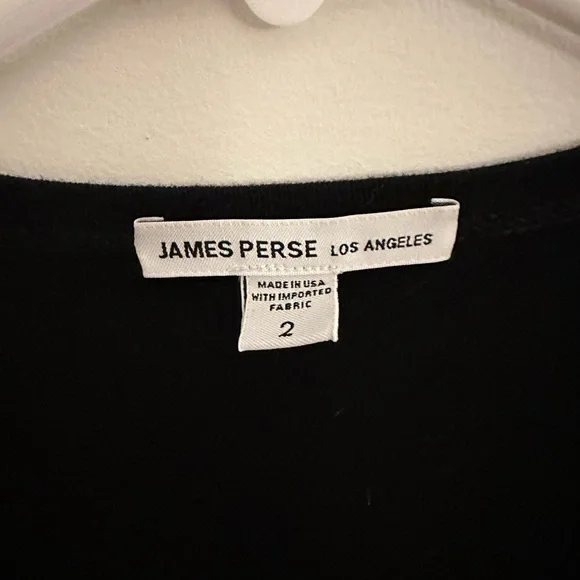 JAMES PERSE LOS ANGELES
MADE IN USA
WITH IMPORTED
FABRIC
2